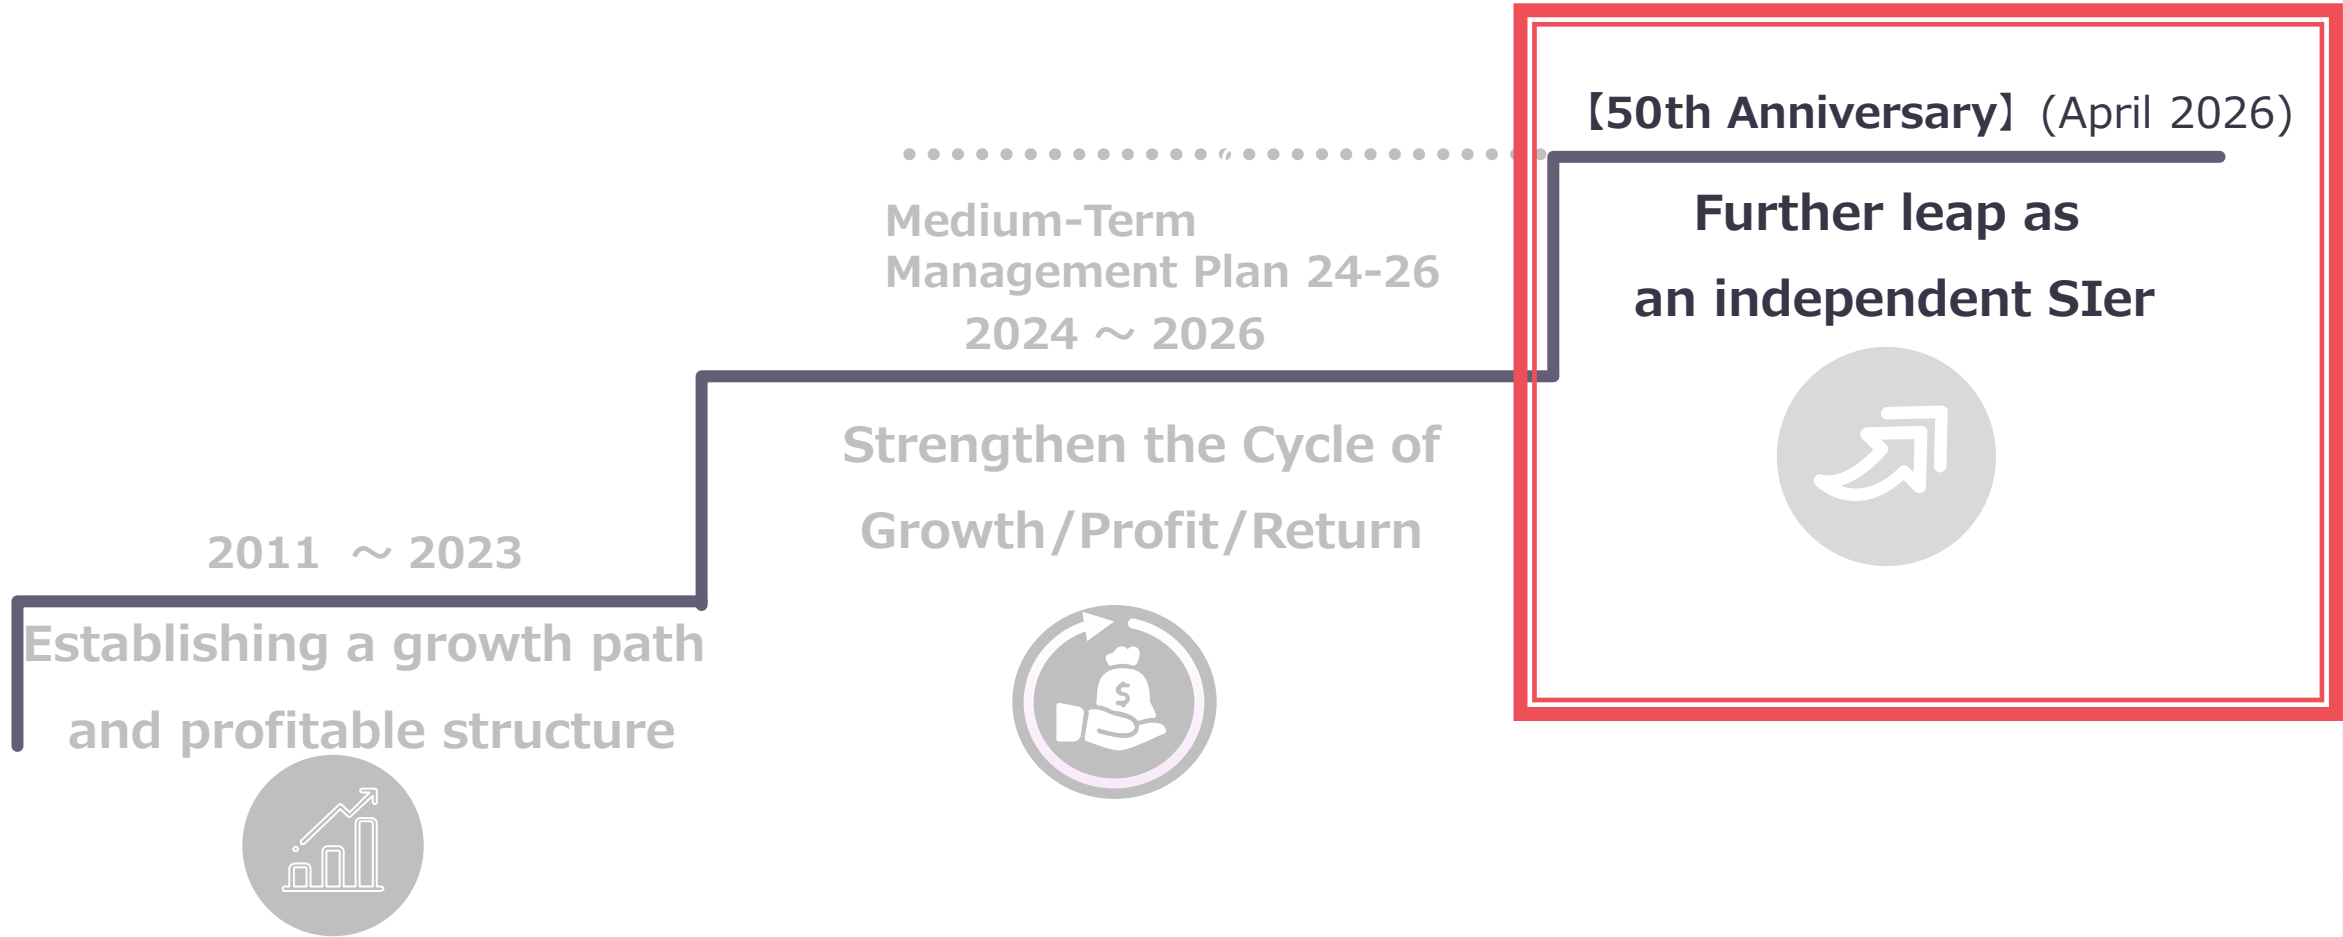 【50th Anniversary】 (April 2026)
Further leap as
an independent SIer
Medium-Term
Management Plan 24-26
2024 ～ 2026
Strengthen the Cycle of
Growth/Profit/Return
2011 ～ 2023
Establishing a growth path
and profitable structure
$